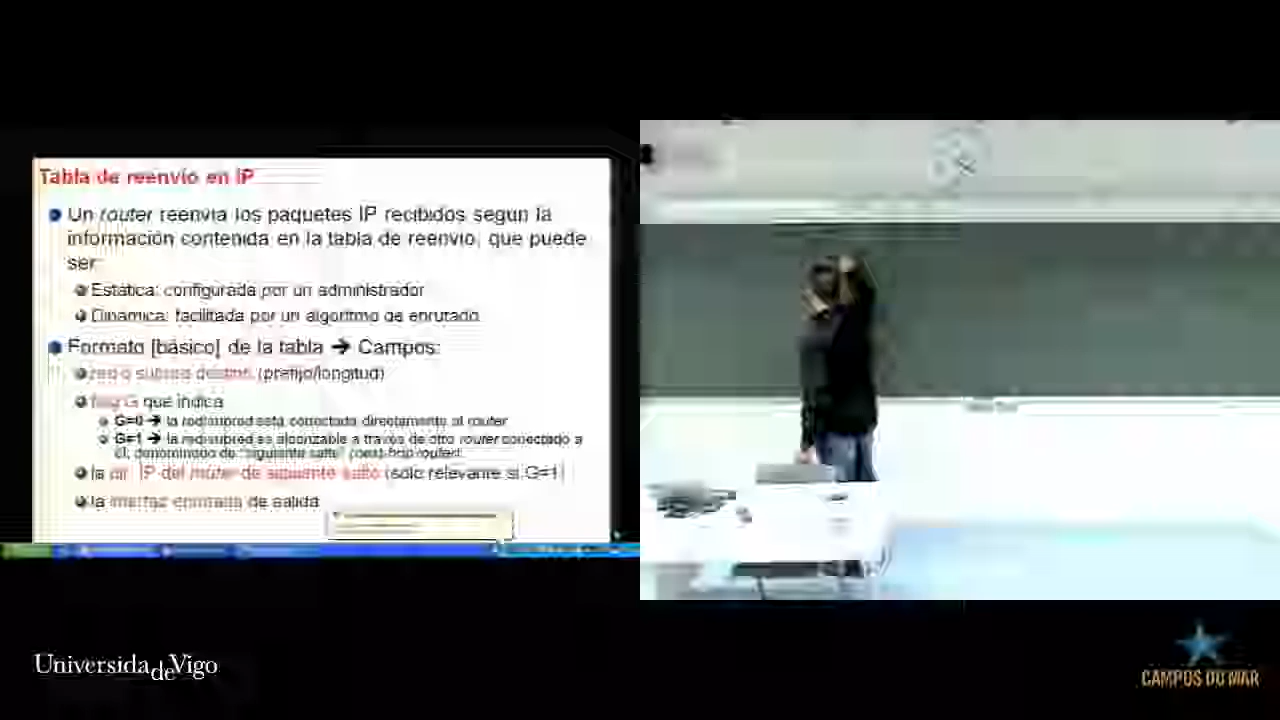 Tabla de reenvío en IP
Un router reenvía los paquetes IP recibidos según la
información contenida en la tabla de reenvío, que puede
ser:
Estática: configurada por un administrador
Dinámica: facilitada por un algoritmo de enrutado
Formato [básico] de la tabla ➔ Campos:
red o subred destino (prefijo/longitud)
flag G que indica
G=0 ➔ la red/subred está conectada directamente al router
G=1 ➔ la red/subred es alcanzable a través de otro router conectado a
él, denominado de "siguiente salto" (next-hop router)
la dir. IP del router de siguiente salto (sólo relevante si G=1)
la interfaz de salida
Universidade de Vigo
CAMPUS DO MAR